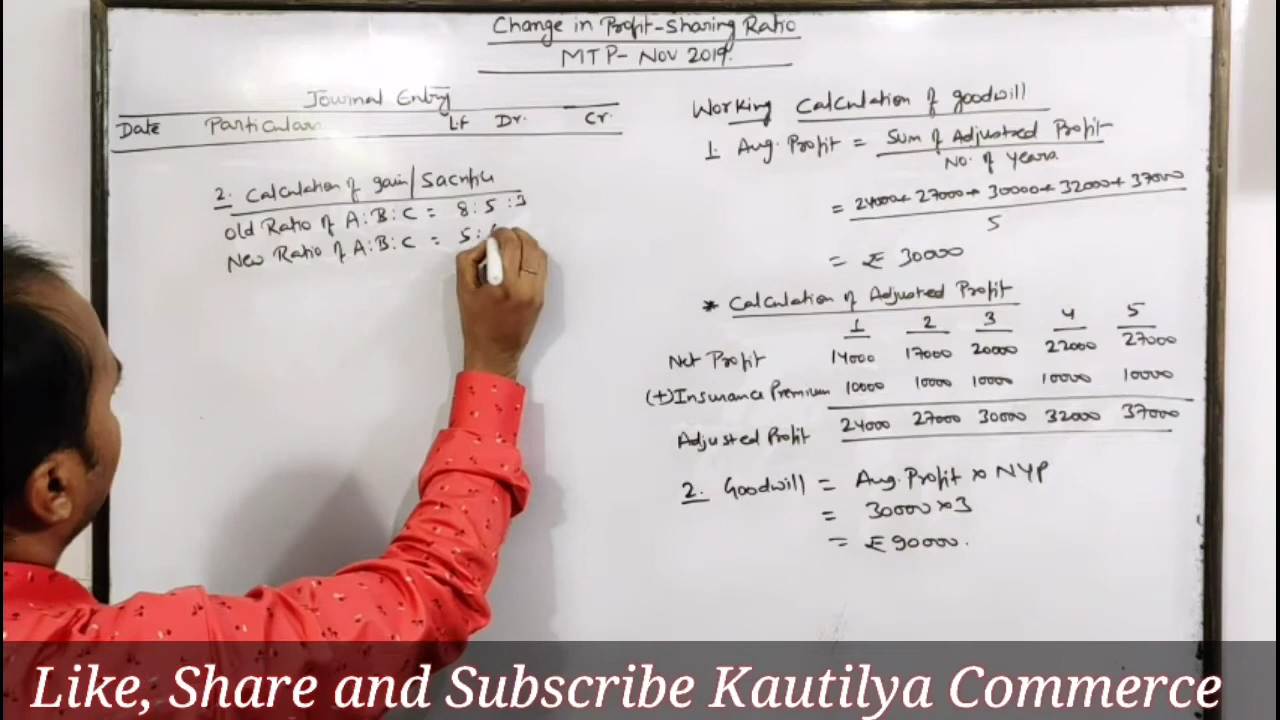 Change in Profit-Sharing Ratio
MTP- Nov 2019.
Journal Entry
Date Particulars LF Dr. Cr.
2. Calculation of gain/Sacrifice
Old Ratio of A:B:C = 8:5:3
New Ratio of A:B:C = 5:
Working Calculation of goodwill
1. Avg. Profit = Sum of Adjusted Profit
No. of Years.
= 24000+ 27000+ 30000+ 32000+ 37000
5
= ₹ 30000
* Calculation of Adjusted Profit
1 2 3 4 5
Net Profit 14000 17000 20000 22000 27000
(+) Insurance Premium 10000 10000 10000 10000 10000
Adjusted Profit 24000 27000 30000 32000 37000
2. Goodwill = Avg. Profit × NYP
= 30000×3
= ₹ 90000.
Like, Share and Subscribe Kautilya Commerce